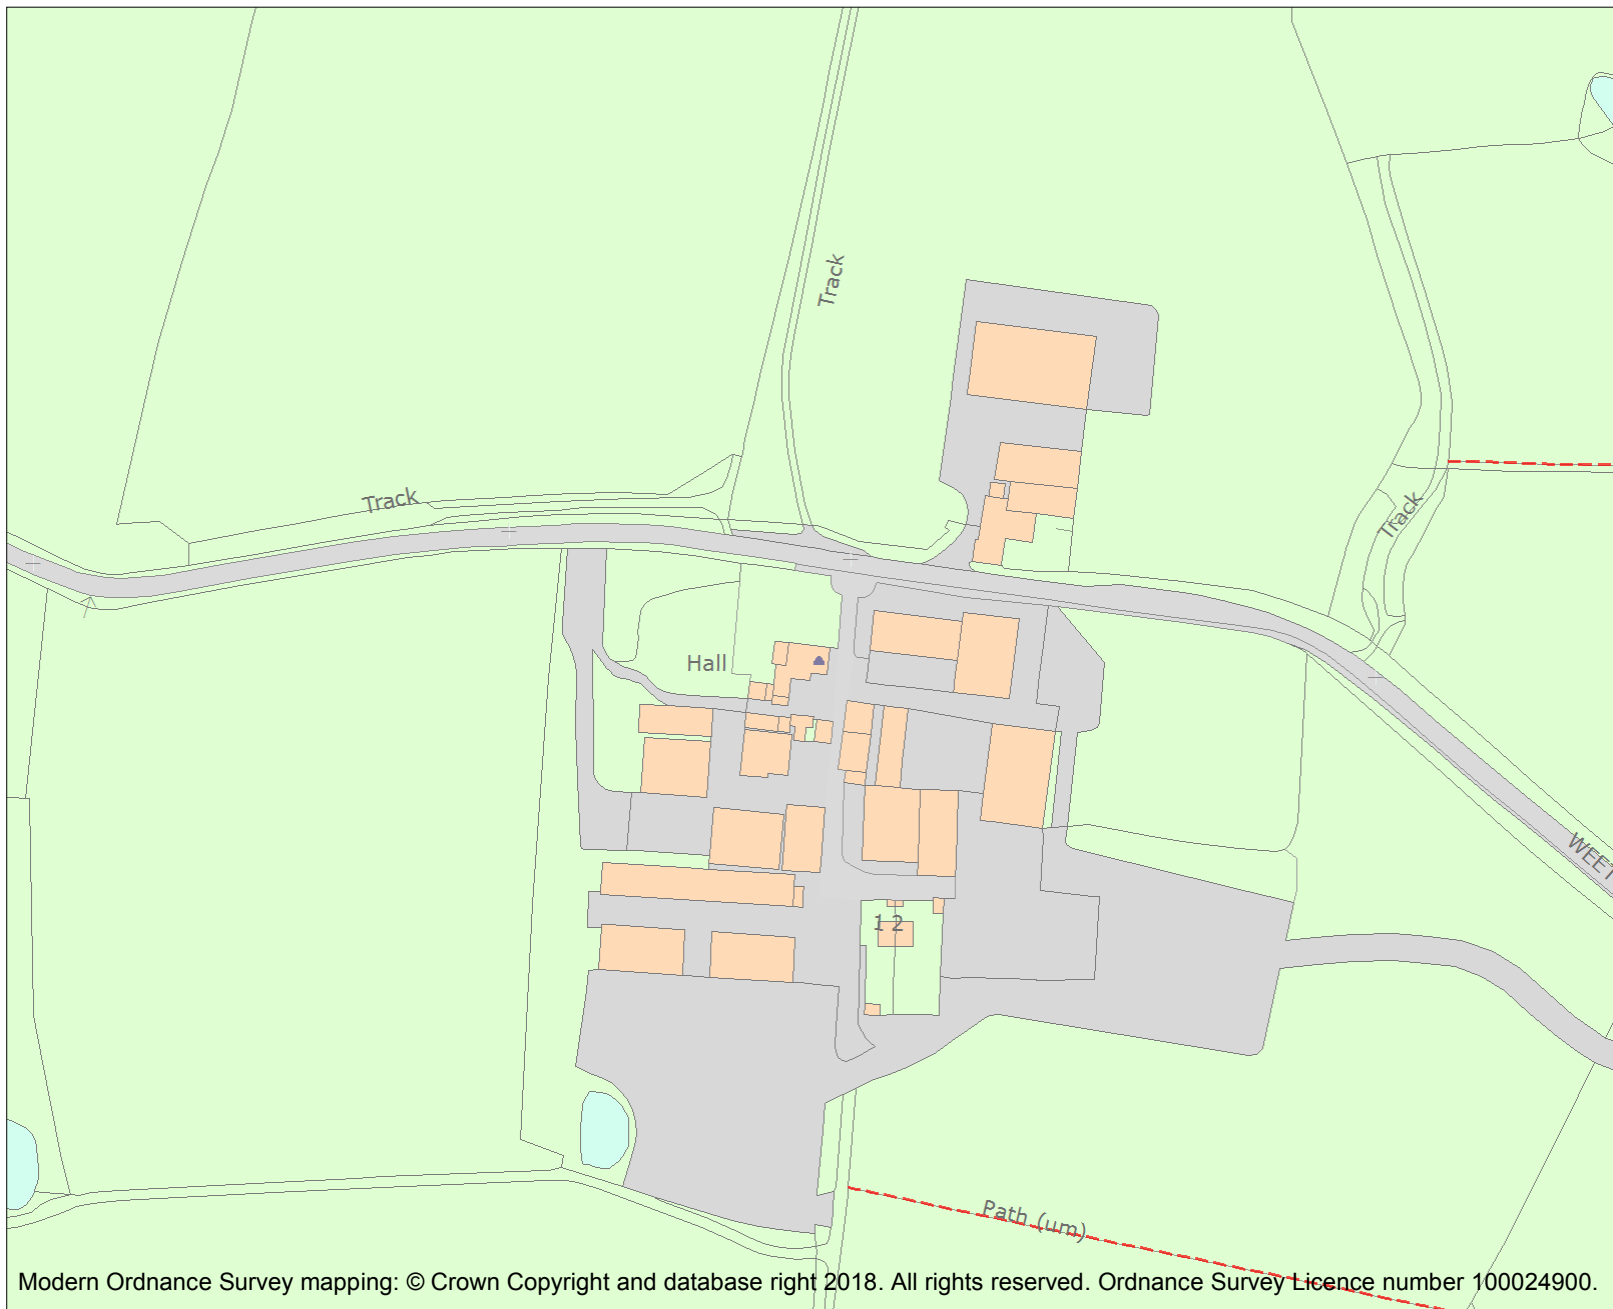 Track
Track
Track
Hall
WEET
1 2
Path (um)
Modern Ordnance Survey mapping: © Crown Copyright and database right 2018. All rights reserved. Ordnance Survey Licence number 100024900.